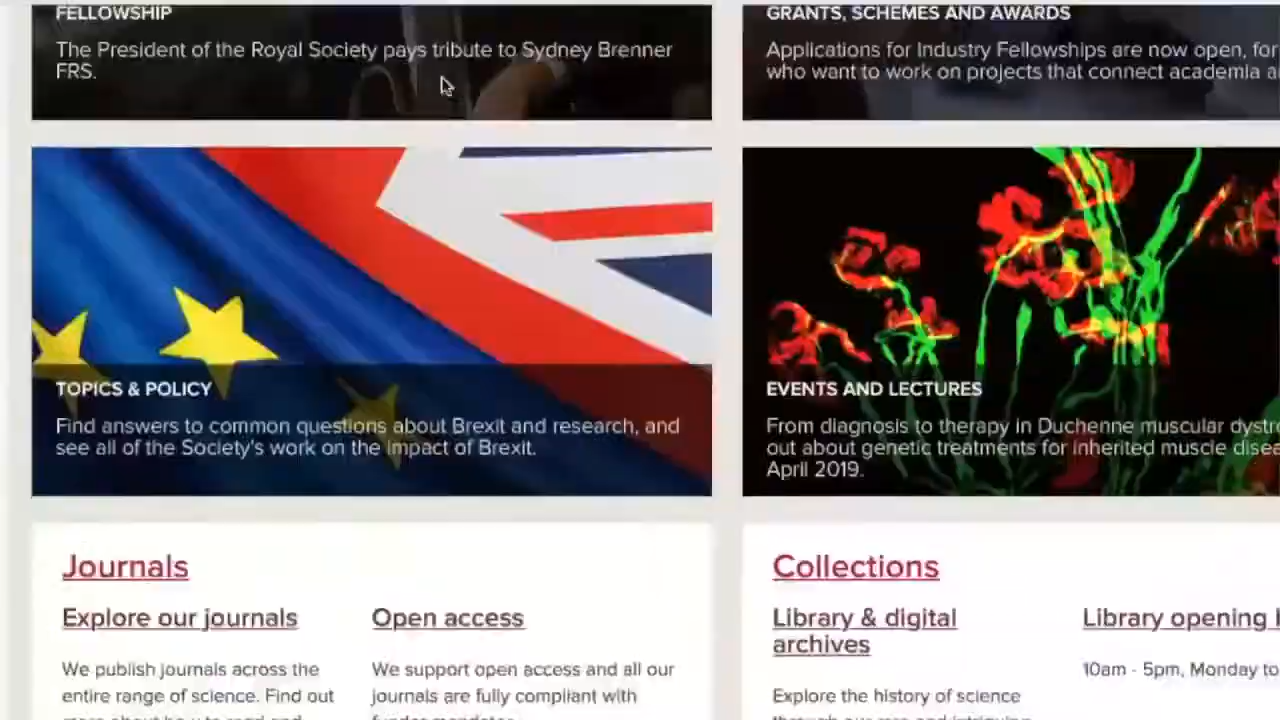 FELLOWSHIP
The President of the Royal Society pays tribute to Sydney Brenner
FRS.
GRANTS, SCHEMES AND AWARDS
Applications for Industry Fellowships are now open, for
who want to work on projects that connect academia
TOPICS & POLICY
Find answers to common questions about Brexit and research, and
see all of the Society's work on the impact of Brexit.
EVENTS AND LECTURES
From diagnosis to therapy in Duchenne muscular
out about genetic treatments for inherited muscle
April 2019.
Journals
Explore our journals
We publish journals across the
entire range of science. Find out
Open access
We support open access and all our
journals are fully compliant with
Collections
Library & digital
archives
Explore the history of science
Library opening
10am - 5pm, Monday to